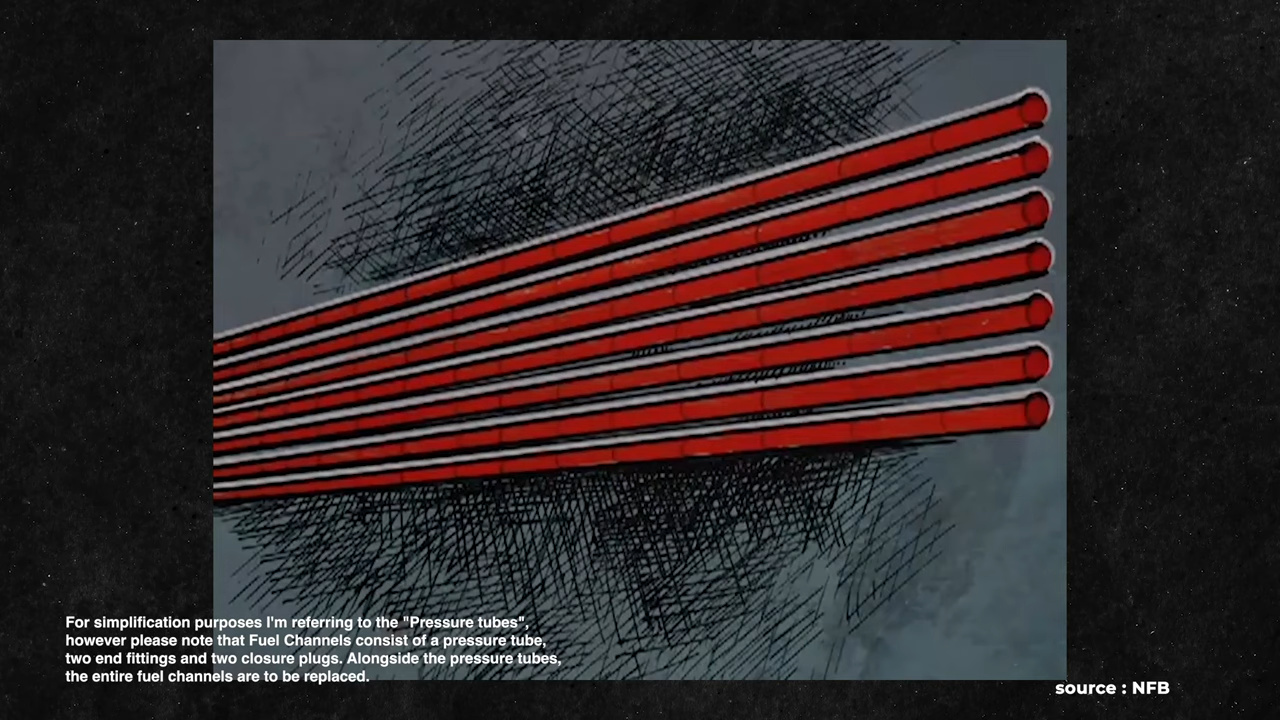 For simplification purposes I'm referring to the "Pressure tubes",
however please note that Fuel Channels consist of a pressure tube,
two end fittings and two closure plugs. Alongside the pressure tubes,
the entire fuel channels are to be replaced.
source : NFB